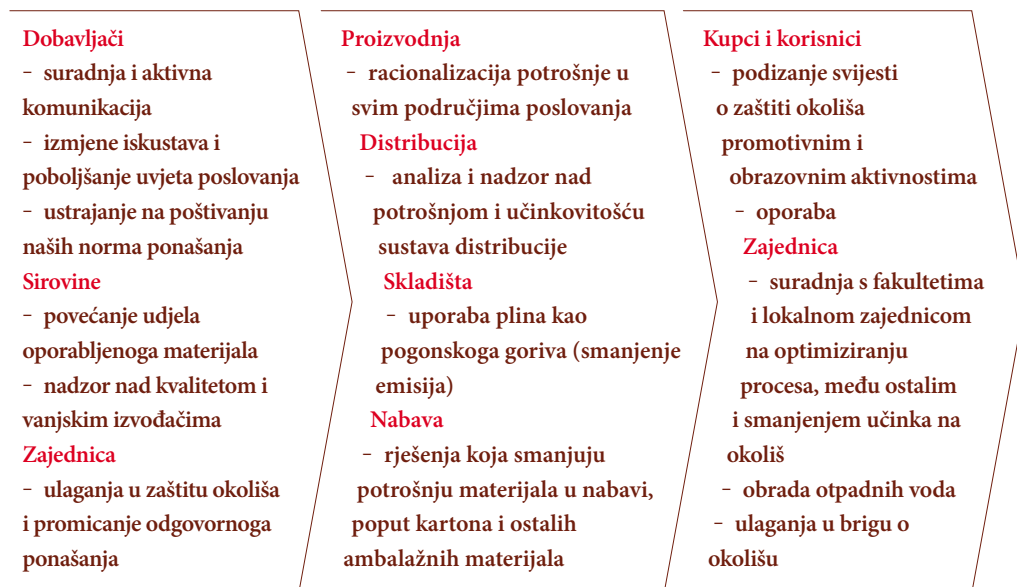 Dobavljači
– suradnja i aktivna
komunikacija
– izmjene iskustava i
poboljšanje uvjeta poslovanja
– ustrajanje na poštivanju
naših norma ponašanja
Sirovine
– povećanje udjela
oporabljenoga materijala
– nadzor nad kvalitetom i
vanjskim izvođačima
Zajednica
– ulaganja u zaštitu okoliša
i promicanje odgovornoga
ponašanja
Proizvodnja
– racionalizacija potrošnje u
svim područjima poslovanja
Distribucija
– analiza i nadzor nad
potrošnjom i učinkovitošću
sustava distribucije
Skladišta
– uporaba plina kao
pogonskoga goriva (smanjenje
emisija)
Nabava
– rješenja koja smanjuju
potrošnju materijala u nabavi,
poput kartona i ostalih
ambalažnih materijala
Kupci i korisnici
– podizanje svijesti
o zaštiti okoliša
promotivnim i
obrazovnim aktivnostima
– oporaba
Zajednica
– suradnja s fakultetima
i lokalnom zajednicom
na optimiziranju
procesa, među ostalim
i smanjenjem učinka na
okoliš
– obrada otpadnih voda
– ulaganja u brigu o
okolišu